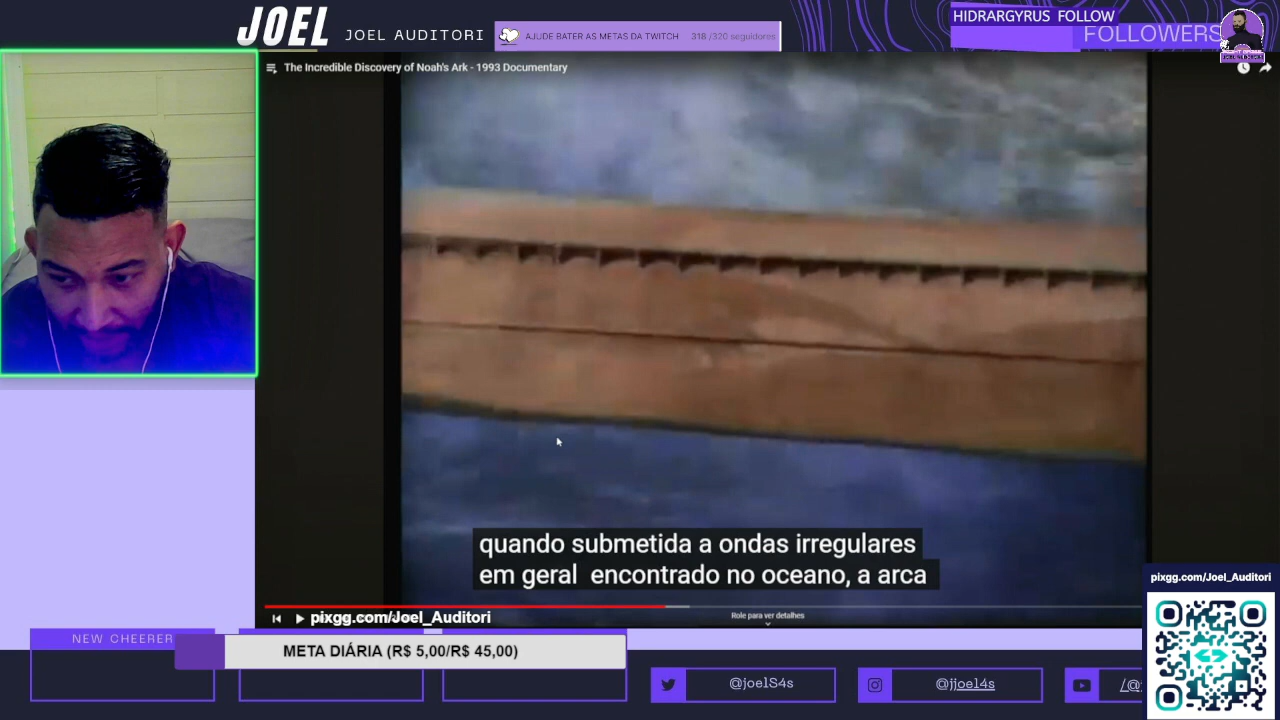 JOEL
JOEL AUDITORI
AJUDE BATER AS METAS DA TWITCH 318 /320 seguidores
HIDRARGYRUS FOLLOW
FOLLOWERS
The Incredible Discovery of Noah's Ark - 1993 Documentary
quando submetida a ondas irregulares
em geral encontrado no oceano, a arca
pixgg.com/Joel_Auditori
Role para ver detalhes
pixgg.com/Joel_Auditori
NEW CHEERER
META DIÁRIA (R$ 5,00/R$ 45,00)
@joelS4s
@jjoel4s
/@